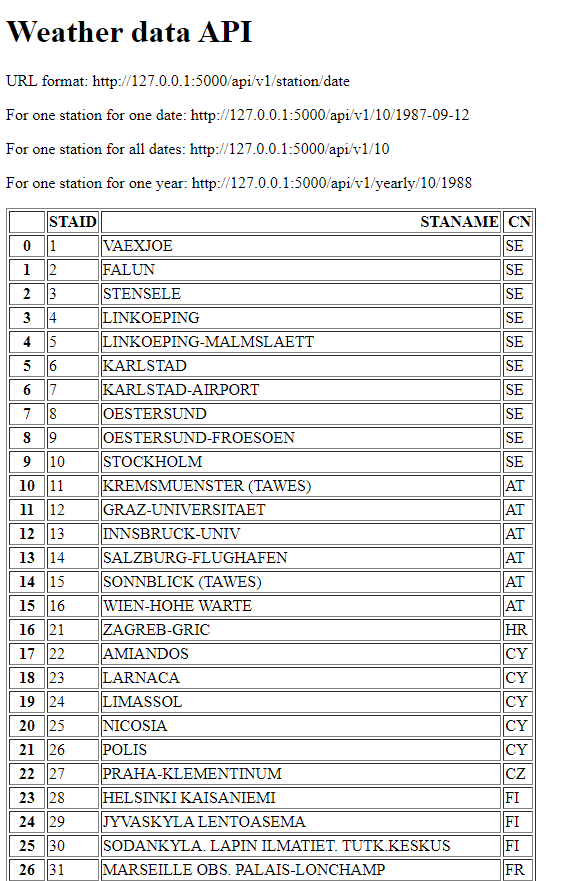 Weather data API
URL format: http://127.0.0.1:5000/api/v1/station/date
For one station for one date: http://127.0.0.1:5000/api/v1/10/1987-09-12
For one station for all dates: http://127.0.0.1:5000/api/v1/10
For one station for one year: http://127.0.0.1:5000/api/v1/yearly/10/1988
STAID STANAME CN
0 1 VAEXJOE SE
1 2 FALUN SE
2 3 STENSELE SE
3 4 LINKOEPING SE
4 5 LINKOEPING-MALMSLAETT SE
5 6 KARLSTAD SE
6 7 KARLSTAD-AIRPORT SE
7 8 OESTERSUND SE
8 9 OESTERSUND-FROESOEN SE
9 10 STOCKHOLM SE
10 11 KREMSMUENSTER (TAWES) AT
11 12 GRAZ-UNIVERSITAET AT
12 13 INNSBRUCK-UNIV AT
13 14 SALZBURG-FLUGHAFEN AT
14 15 SONNBLICK (TAWES) AT
15 16 WIEN-HOHE WARTE AT
16 21 ZAGREB-GRIC HR
17 22 AMIANDOS CY
18 23 LARNACA CY
19 24 LIMASSOL CY
20 25 NICOSIA CY
21 26 POLIS CY
22 27 PRAHA-KLEMENTINUM CZ
23 28 HELSINKI KAISANIEMI FI
24 29 JYVASKYLA LENTOASEMA FI
25 30 SODANKYLA. LAPIN ILMATIET. TUTK.KESKUS FI
26 31 MARSEILLE OBS. PALAIS-LONCHAMP FR